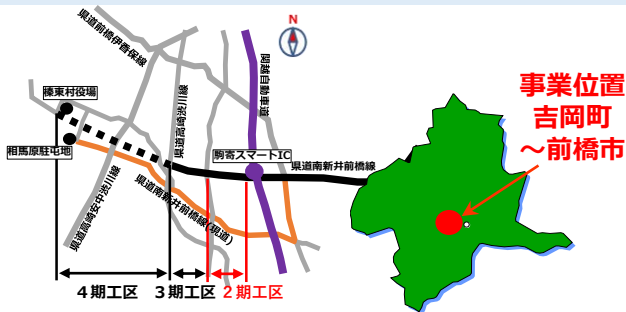 県道前橋伊香保線
N
関越自動車道
榛東村役場
県道高崎渋川線
相馬原駐屯地
駒寄スマートIC
県道南新井前橋線
県道高崎安中渋川線
県道南新井前橋線(現道)
4期工区
3期工区
2期工区
事業位置
吉岡町
～前橋市